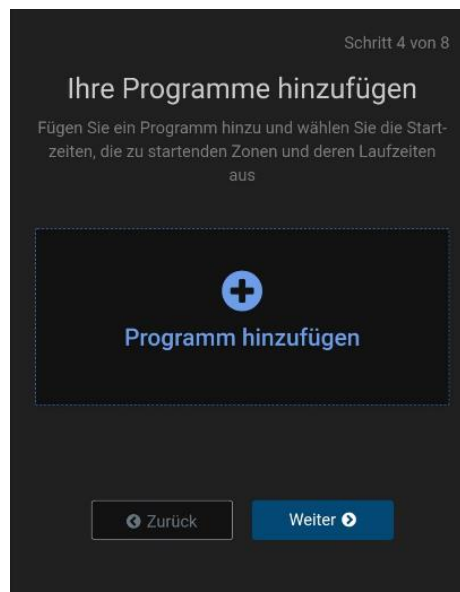 Schritt 4 von 8
Ihre Programme hinzufügen
Fügen Sie ein Programm hinzu und wählen Sie die Start-
zeiten, die zu startenden Zonen und deren Laufzeiten
aus
Programm hinzufügen
Zurück
Weiter